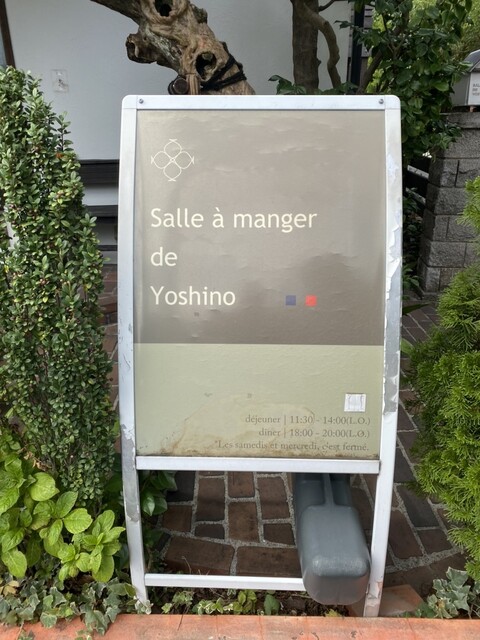 Salle à manger
de
Yoshino
déjeuner | 11:30 - 14:00(L.O.)
dîner | 18:00 - 20:00(L.O.)
*Les samedis et mercredi, c'est fermé.